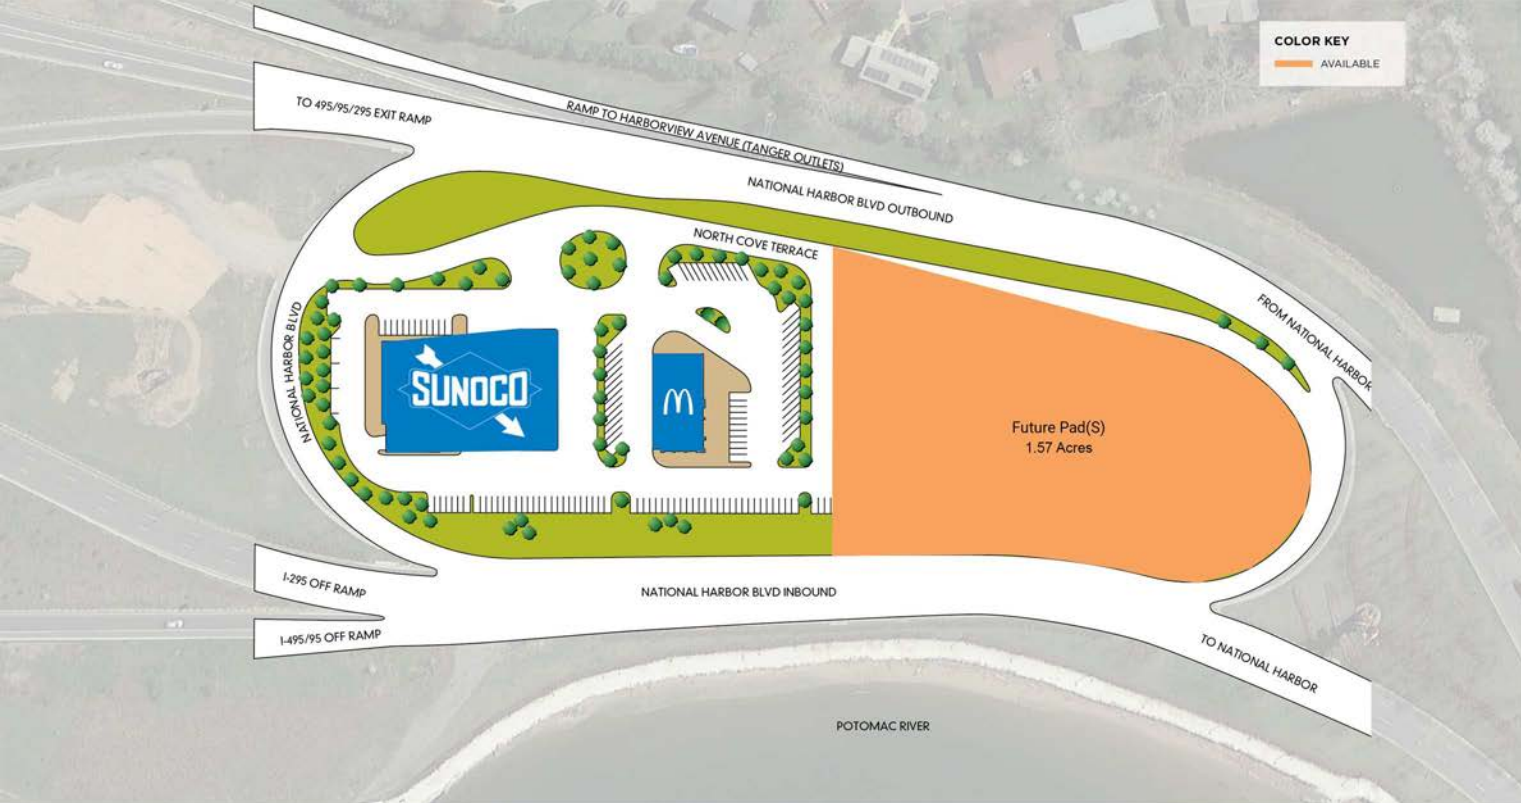 COLOR KEY
AVAILABLE
TO 495/95/295 EXIT RAMP
RAMP TO HARBORVIEW AVENUE (TANGER OUTLETS)
NATIONAL HARBOR BLVD OUTBOUND
NORTH COVE TERRACE
FROM NATIONAL HARBOR
NATIONAL HARBOR BLVD
SUNOCO
M
Future Pad(S)
1.57 Acres
I-295 OFF RAMP
NATIONAL HARBOR BLVD INBOUND
I-495/95 OFF RAMP
TO NATIONAL HARBOR
POTOMAC RIVER